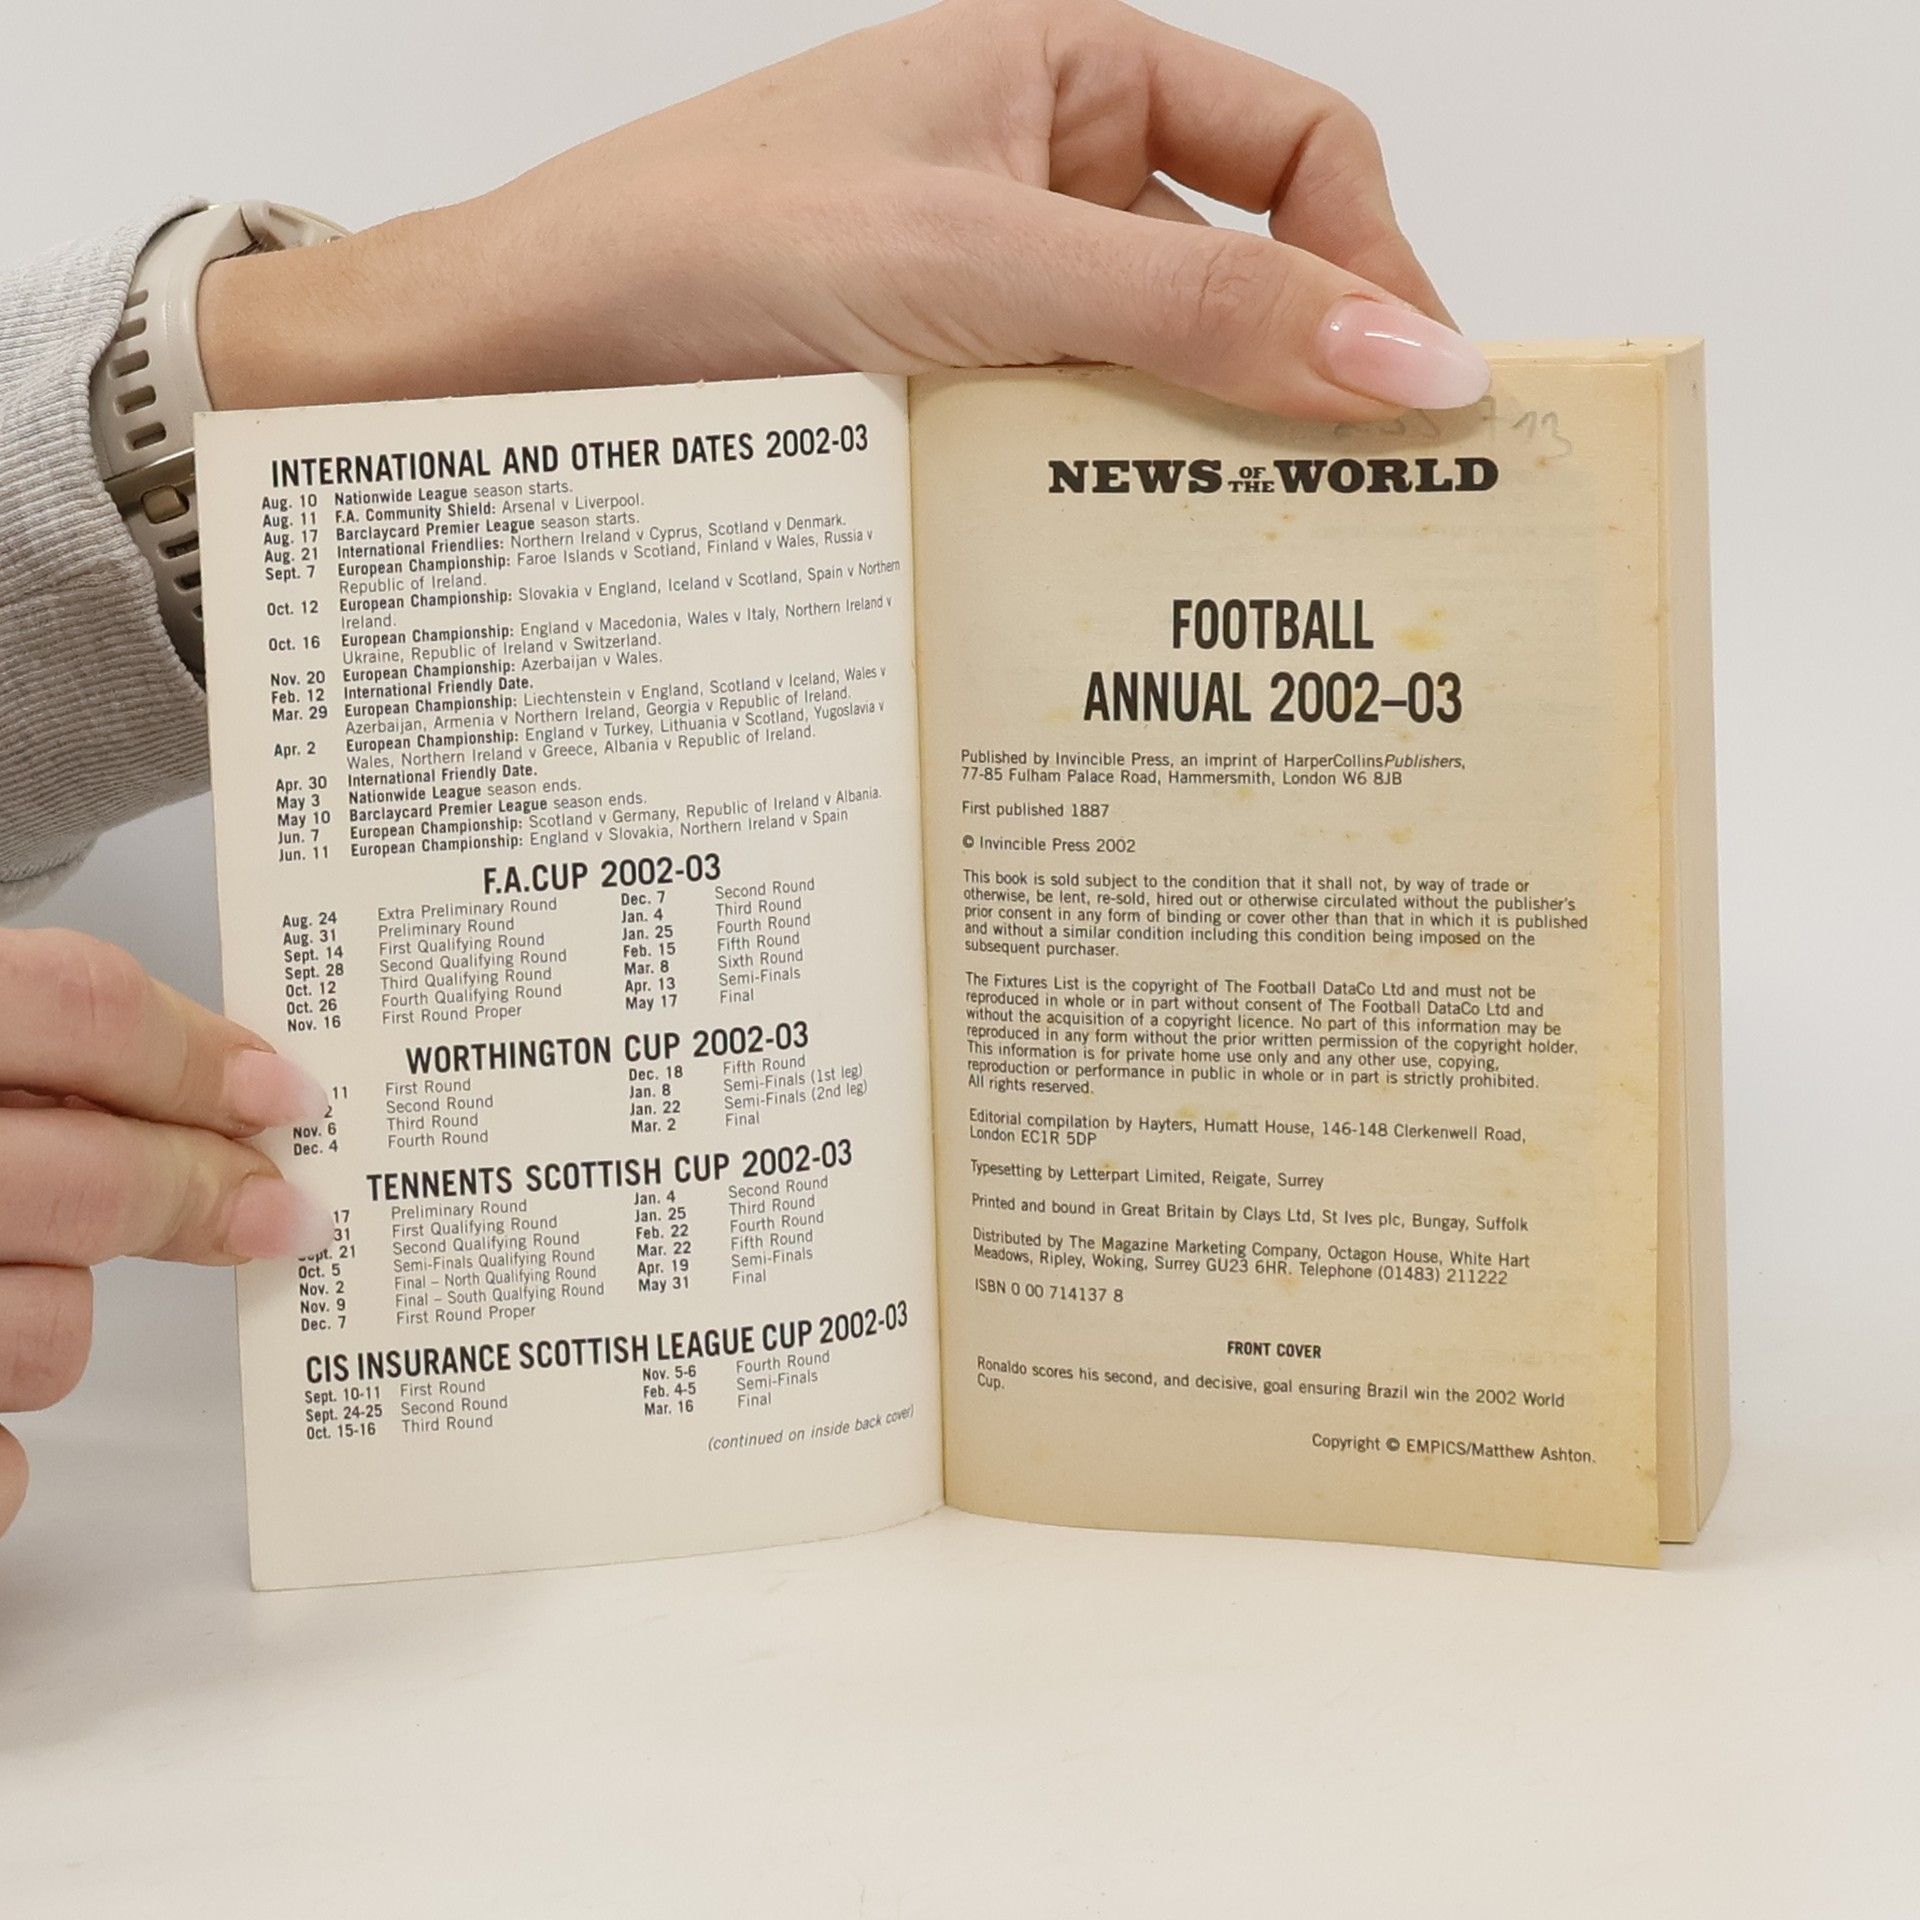 INTERNATIONAL AND OTHER DATES 2002-03
Aug. 10 Nationwide League season starts.
Aug. 11 F.A. Community Shield: Arsenal v Liverpool.
Aug. 17 Barclaycard Premier League season starts.
Aug. 21 International Friendlies: Northern Ireland v Cyprus, Scotland v Denmark.
Sept. 7 European Championship: Faroe Islands v Scotland, Finland v Wales, Russia v
Republic of Ireland.
Oct. 12 European Championship: Slovakia v England, Iceland v Scotland, Spain v Northern
Ireland.
Oct. 16 European Championship: England v Macedonia, Wales v Italy, Northern Ireland v
Ukraine, Republic of Ireland v Switzerland.
Nov. 20 European Championship: Azerbaijan v Wales.
Feb. 12 International Friendly Date.
Mar. 29 European Championship: Liechtenstein v England, Scotland v Iceland, Wales v
Azerbaijan, Armenia v Northern Ireland, Georgia v Republic of Ireland.
Apr. 2 European Championship: England v Turkey, Lithuania v Scotland, Yugoslavia v
Wales, Northern Ireland v Greece, Albania v Republic of Ireland.
Apr. 30 International Friendly Date.
May 3 Nationwide League season ends.
May 10 Barclaycard Premier League season ends.
Jun. 7 European Championship: Scotland v Germany, Republic of Ireland v Albania.
Jun. 11 European Championship: England v Slovakia, Northern Ireland v Spain
F.A.CUP 2002-03
Aug. 24 Extra Preliminary Round Dec. 7 Second Round
Aug. 31 Preliminary Round Jan. 4 Third Round
Sept. 14 First Qualifying Round Jan. 25 Fourth Round
Sept. 28 Second Qualifying Round Feb. 15 Fifth Round
Oct. 12 Third Qualifying Round Mar. 8 Sixth Round
Oct. 26 Fourth Qualifying Round Apr. 13 Semi-Finals
Nov. 16 First Round Proper May 17 Final
WORTHINGTON CUP 2002-03
11 First Round Dec. 18 Fifth Round
2 Second Round Jan. 8 Semi-Finals (1st leg)
Nov. 6 Third Round Jan. 22 Semi-Finals (2nd leg)
Dec. 4 Fourth Round Mar. 2 Final
TENNENTS SCOTTISH CUP 2002-03
17 Preliminary Round Jan. 4 Second Round
31 First Qualifying Round Jan. 25 Third Round
Sept. 21 Second Qualifying Round Feb. 22 Fourth Round
Oct. 5 Semi-Finals Qualifying Round Mar. 22 Fifth Round
Nov. 2 Final – North Qualifying Round Apr. 19 Semi-Finals
Nov. 9 Final – South Qualfying Round May 31 Final
Dec. 7 First Round Proper
CIS INSURANCE SCOTTISH LEAGUE CUP 2002-03
Sept. 10-11 First Round Nov. 5-6 Fourth Round
Sept. 24-25 Second Round Feb. 4-5 Semi-Finals
Oct. 15-16 Third Round Mar. 16 Final
(continued on inside back cover)
NEWS OF THE WORLD
FOOTBALL
ANNUAL 2002–03
Published by Invincible Press, an imprint of HarperCollinsPublishers,
77-85 Fulham Palace Road, Hammersmith, London W6 8JB
First published 1887
© Invincible Press 2002
This book is sold subject to the condition that it shall not, by way of trade or
otherwise, be lent, re-sold, hired out or otherwise circulated without the publisher's
prior consent in any form of binding or cover other than that in which it is published
and without a similar condition including this condition being imposed on the
subsequent purchaser.
The Fixtures List is the copyright of The Football DataCo Ltd and must not be
reproduced in whole or in part without consent of The Football DataCo Ltd and
without the acquisition of a copyright licence. No part of this information may be
reproduced in any form without the prior written permission of the copyright holder.
This information is for private home use only and any other use, copying,
reproduction or performance in public in whole or in part is strictly prohibited.
All rights reserved.
Editorial compilation by Hayters, Humatt House, 146-148 Clerkenwell Road,
London EC1R 5DP
Typesetting by Letterpart Limited, Reigate, Surrey
Printed and bound in Great Britain by Clays Ltd, St Ives plc, Bungay, Suffolk
Distributed by The Magazine Marketing Company, Octagon House, White Hart
Meadows, Ripley, Woking, Surrey GU23 6HR. Telephone (01483) 211222
ISBN 0 00 714137 8
FRONT COVER
Ronaldo scores his second, and decisive, goal ensuring Brazil win the 2002 World
Cup.
Copyright © EMPICS/Matthew Ashton.